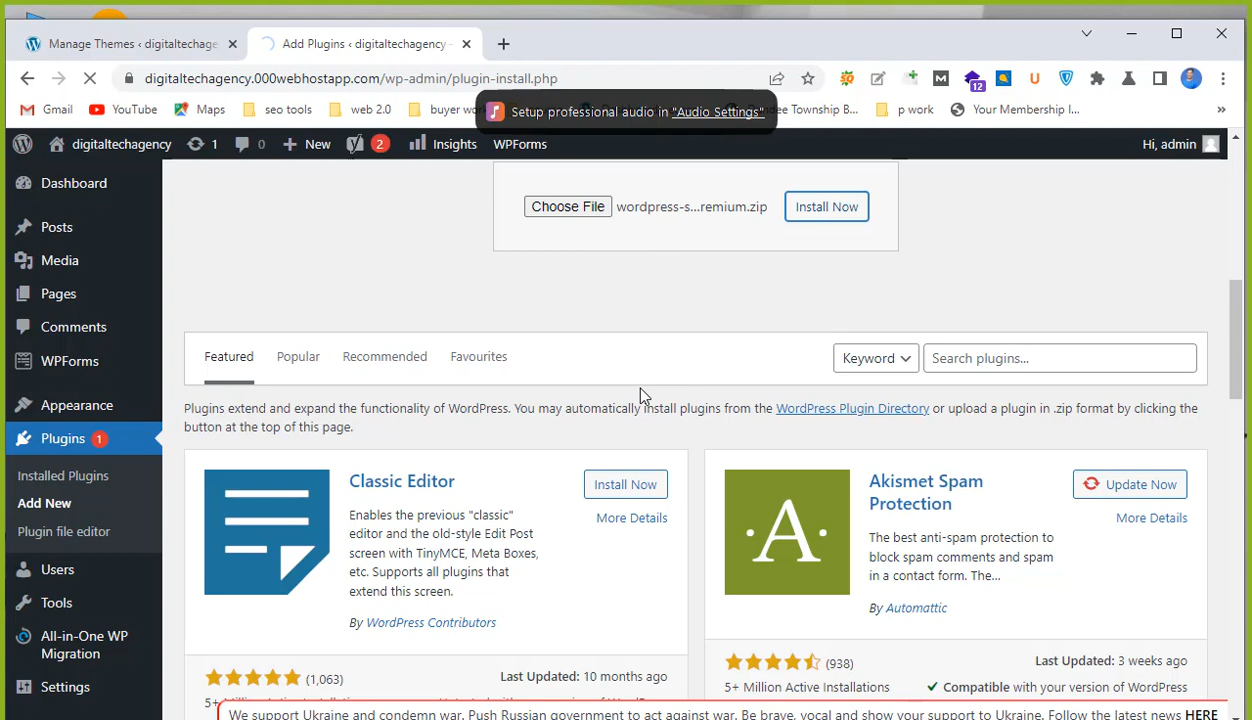 Manage Themes ‹ digitaltechage
Add Plugins ‹ digitaltechagency -
digitaltechagency.000webhostapp.com/wp-admin/plugin-install.php
12
Gmail YouTube Maps seo tools web 2.0 buyer work Dundee Township B... p work Your Membership I...
Setup professional audio in "Audio Settings"
digitaltechagency 1 0 New 2 Insights WPForms Hi, admin
Dashboard
Posts
Media
Pages
Comments
WPForms
Appearance
Plugins 1
Installed Plugins
Add New
Plugin file editor
Users
Tools
All-in-One WP
Migration
Settings
Choose File wordpress-s...remium.zip Install Now
Featured Popular Recommended Favourites Keyword Search plugins...
Plugins extend and expand the functionality of WordPress. You may automatically install plugins from the WordPress Plugin Directory or upload a plugin in .zip format by clicking the
button at the top of this page.
Classic Editor
Install Now
More Details
Enables the previous "classic"
editor and the old-style Edit Post
screen with TinyMCE, Meta Boxes,
etc. Supports all plugins that
extend this screen.
By WordPress Contributors
(1,063)
Last Updated: 10 months ago
Akismet Spam
Protection
Update Now
More Details
The best anti-spam protection to
block spam comments and spam
in a contact form. The...
By Automattic
(938)
Last Updated: 3 weeks ago
5+ Million Active Installations
Compatible with your version of WordPress
We support Ukraine and condemn war. Push Russian government to act against war. Be brave, vocal and show your support to Ukraine. Follow the latest news HERE